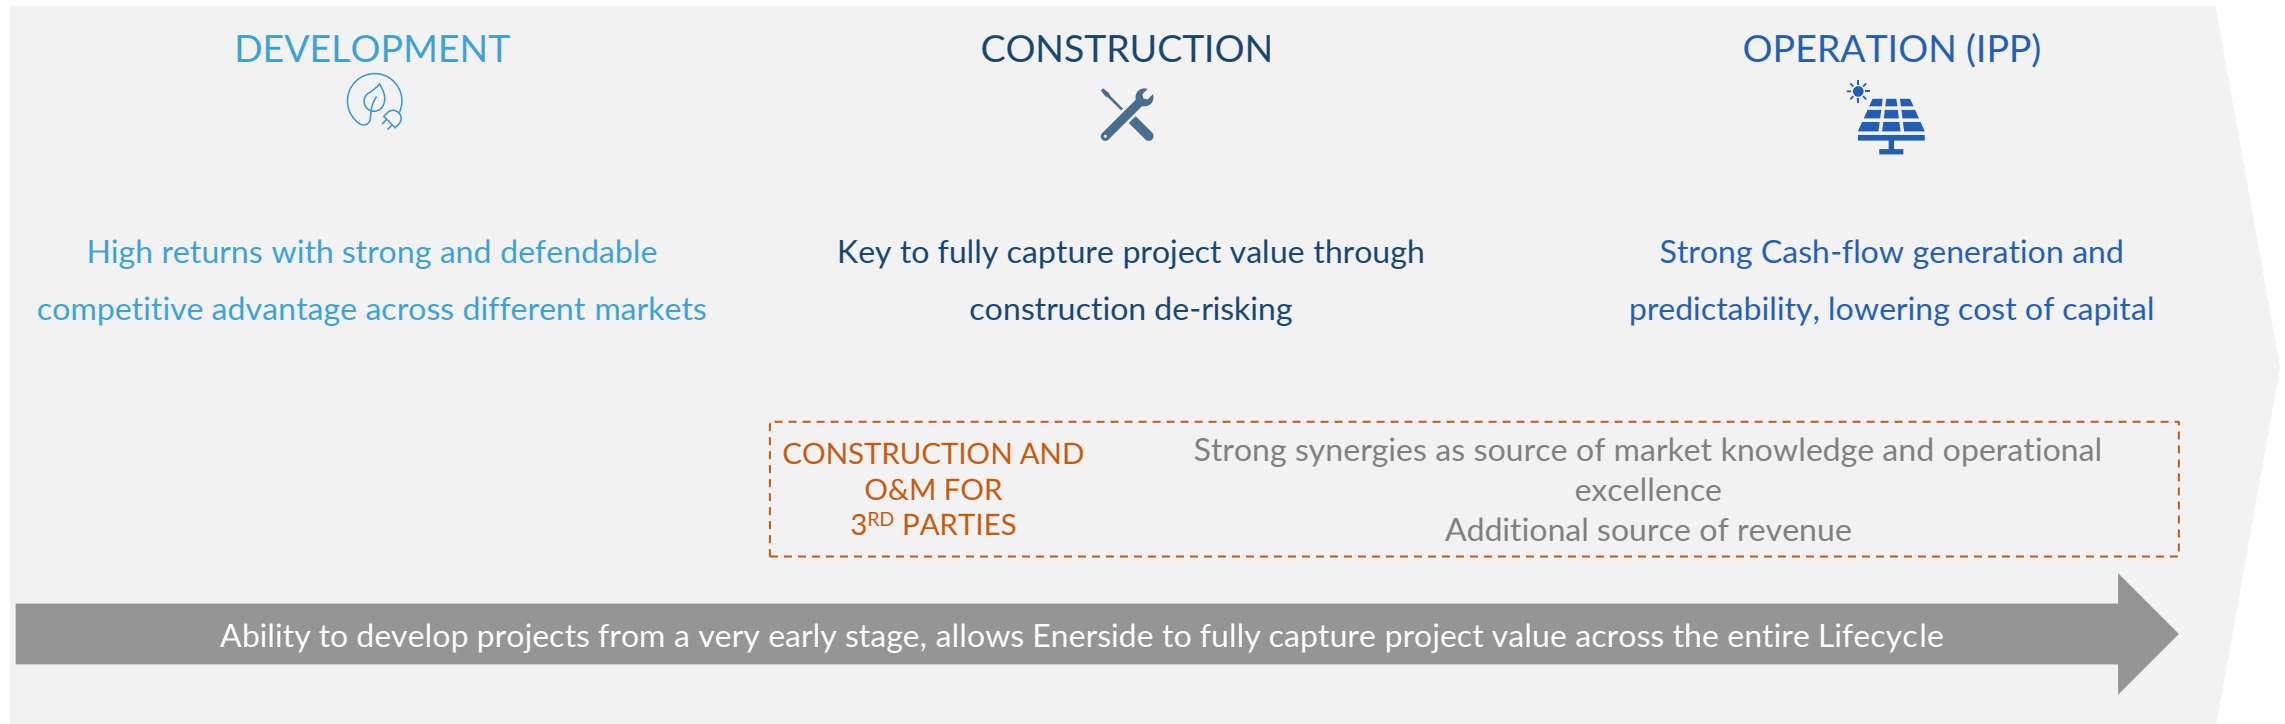 DEVELOPMENT
High returns with strong and defendable
competitive advantage across different markets
CONSTRUCTION
Key to fully capture project value through
construction de-risking
OPERATION (IPP)
Strong Cash-flow generation and
predictability, lowering cost of capital
CONSTRUCTION AND
O&M FOR
3RD PARTIES
Strong synergies as source of market knowledge and operational
excellence
Additional source of revenue
Ability to develop projects from a very early stage, allows Enerside to fully capture project value across the entire Lifecycle